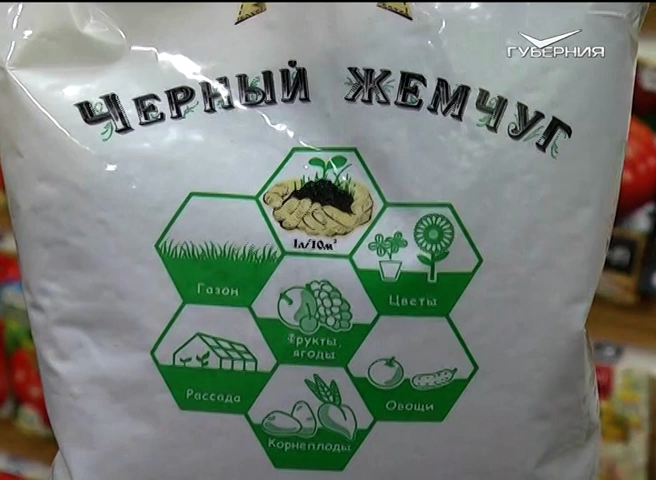 ГУБЕРНИЯ
ЧЕРНЫЙ ЖЕМЧУГ
1л/10м²
Газон
Цветы
Фрукты,
ягоды
Рассада
Овощи
Корнеплоды